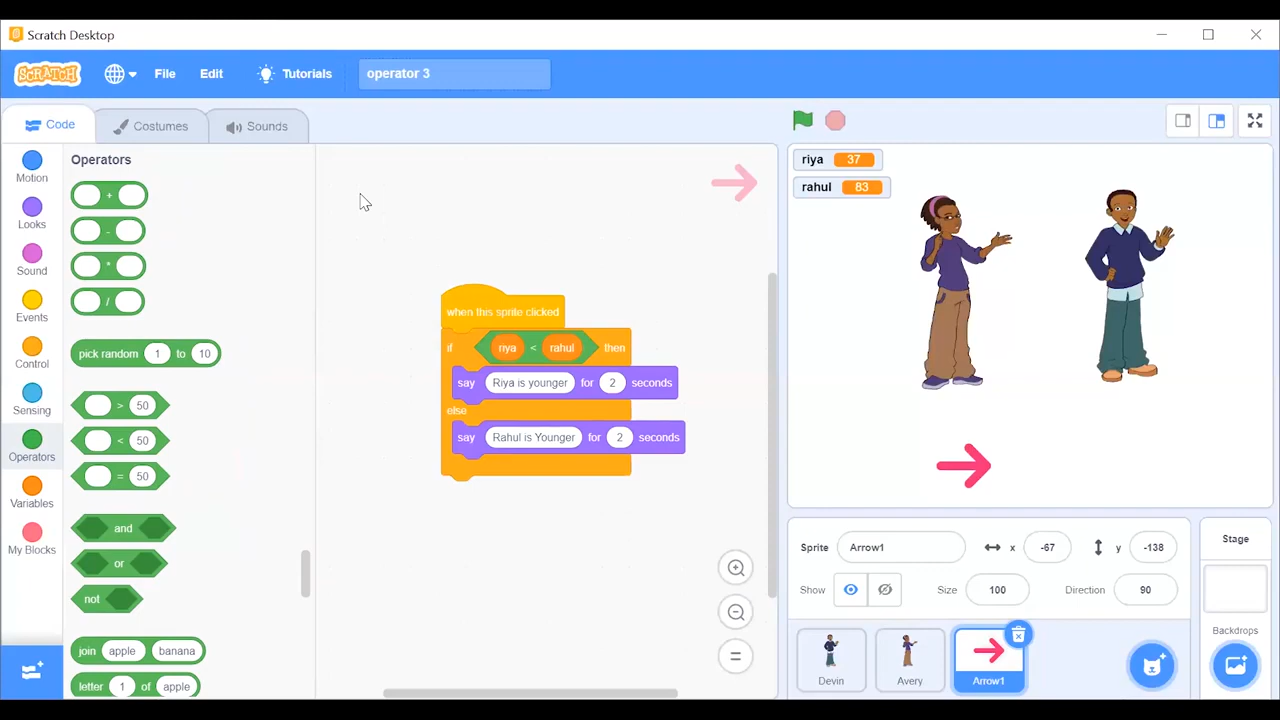 Scratch Desktop
SCRATCH File Edit Tutorials operator 3
Code Costumes Sounds
Motion
Looks
Sound
Events
Control
Sensing
Operators
Variables
My Blocks
Operators
+
-
*
/
pick random 1 to 10
> 50
< 50
= 50
and
or
not
join apple banana
letter 1 of apple
when this sprite clicked
if riya < rahul then
say Riya is younger for 2 seconds
else
say Rahul is Younger for 2 seconds
riya 37
rahul 83
Sprite Arrow1 x -67 y -138
Show Size 100 Direction 90
Devin Avery Arrow1
Stage
Backdrops